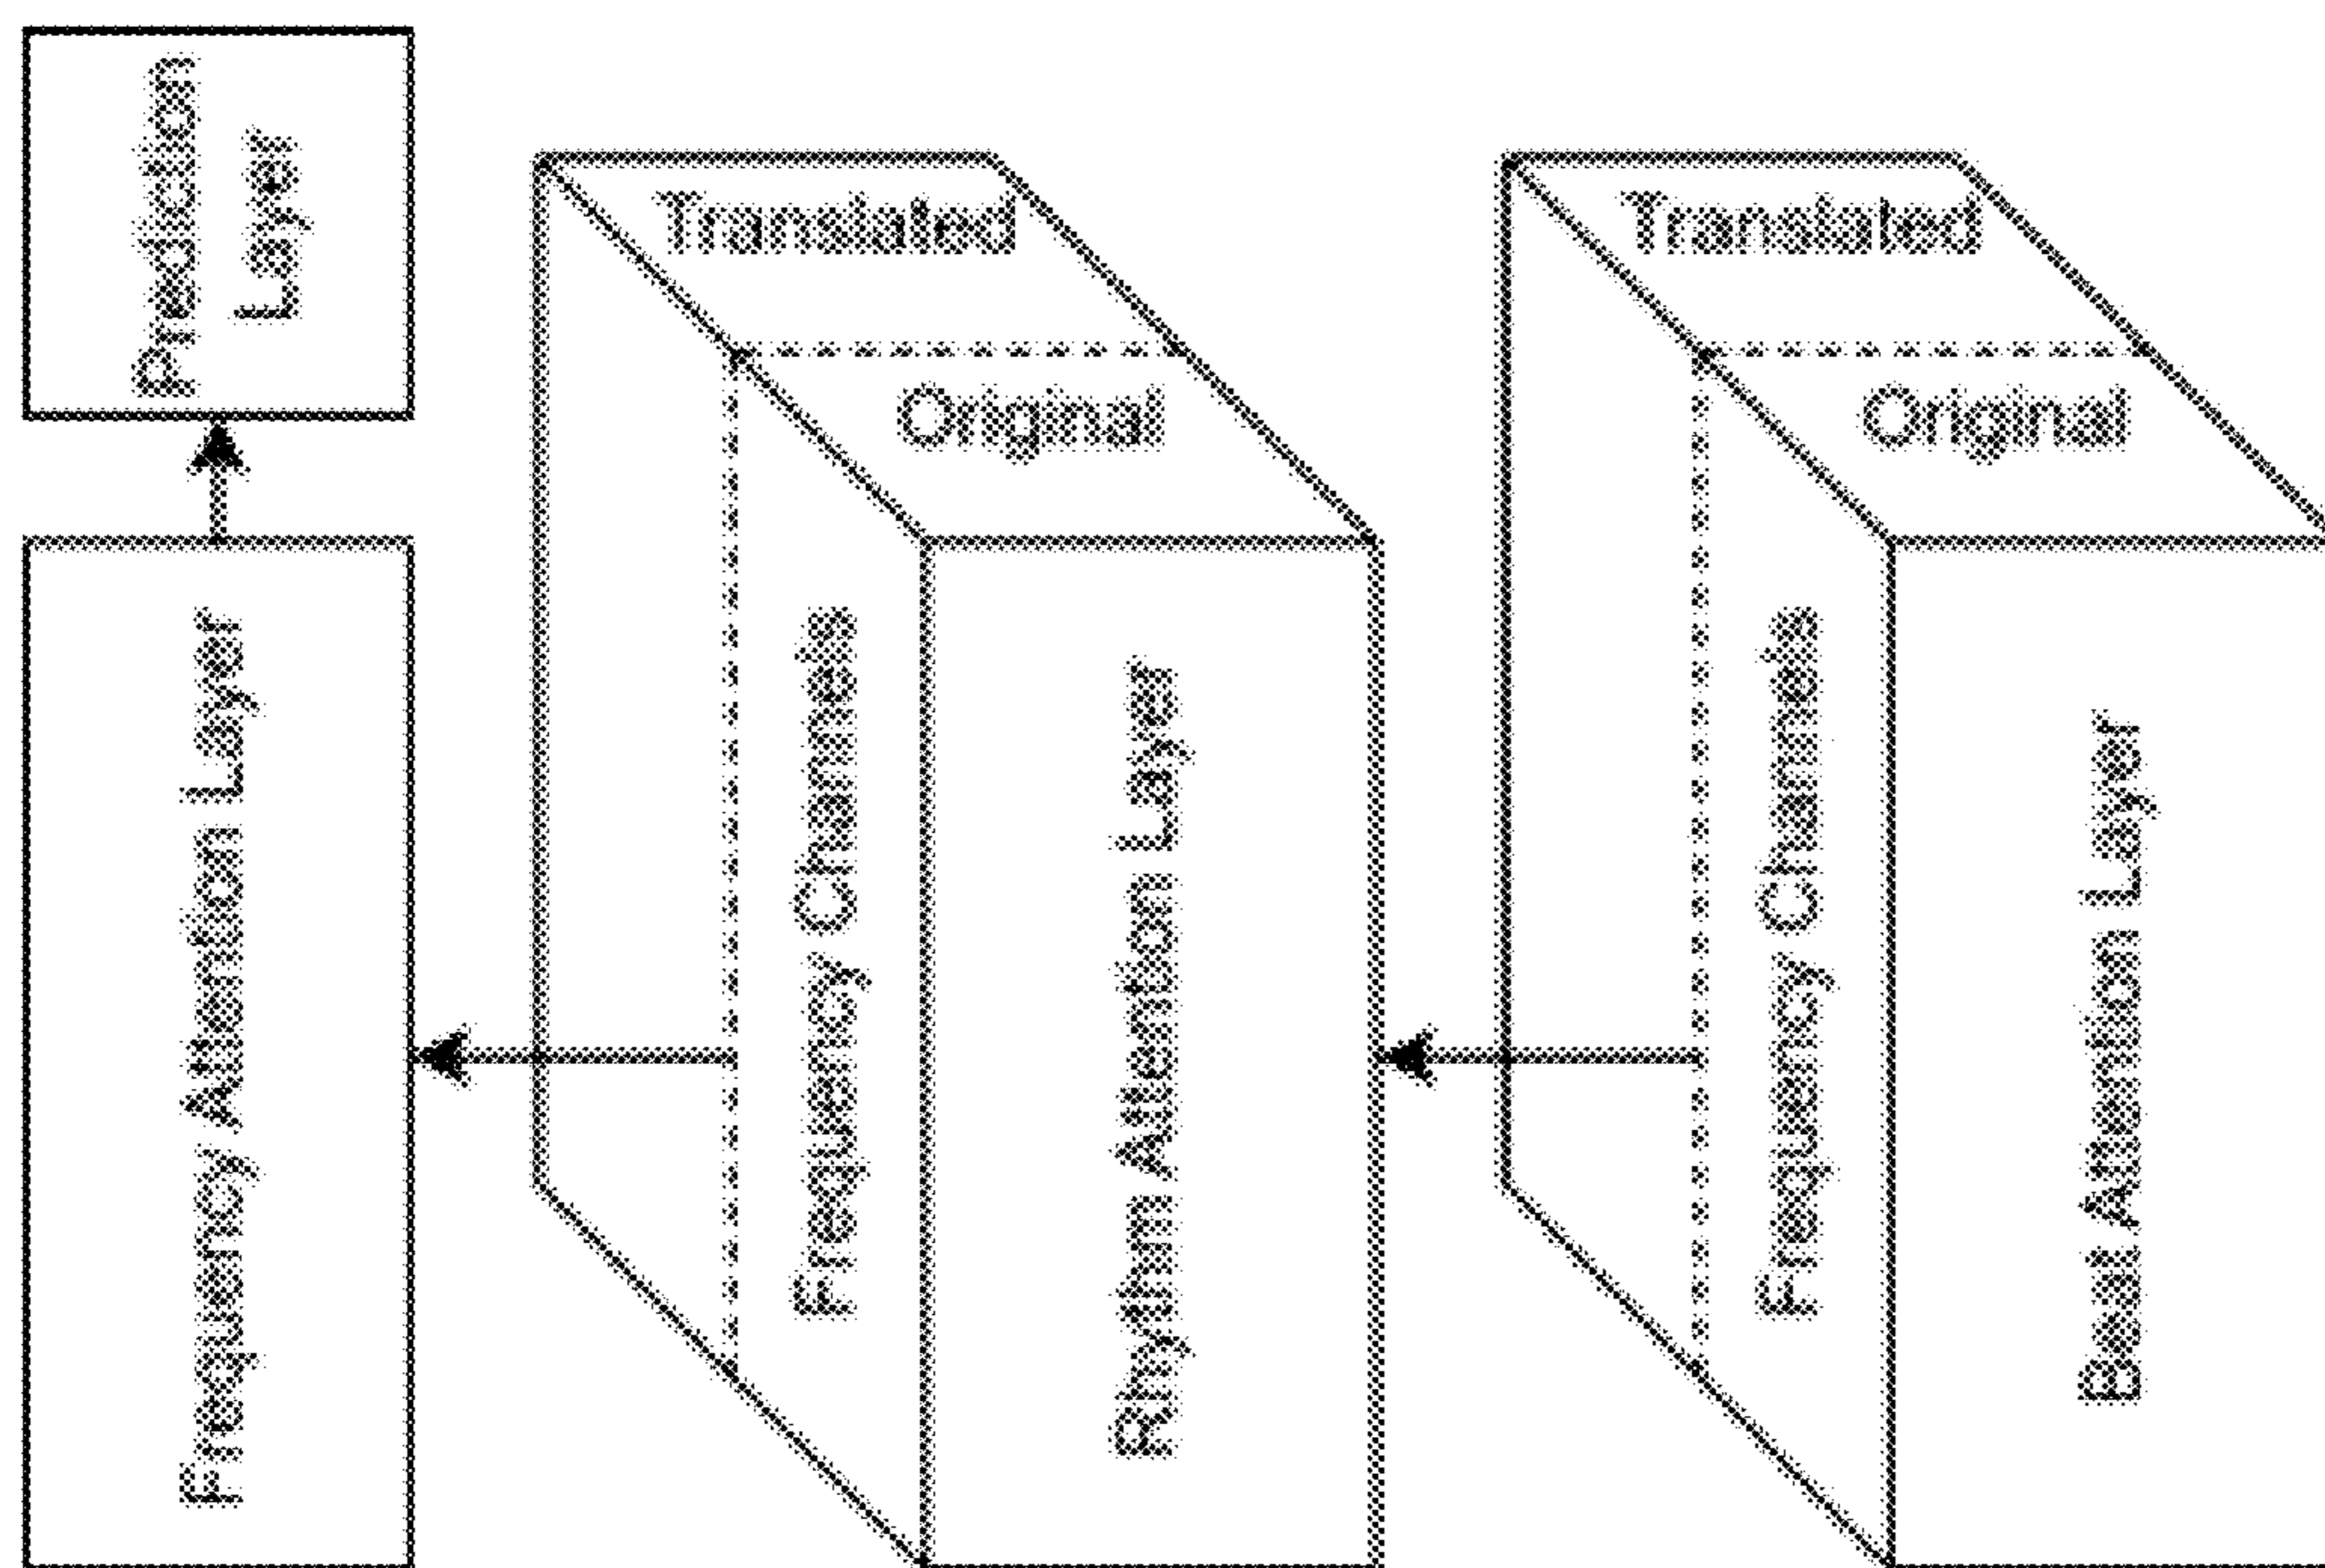 Prediction
Layer
Frequency Attention Layer
Translated
Original
Frequency Channels
Rhythm Attention Layer
Translated
Original
Frequency Channels
Beat Attention Layer